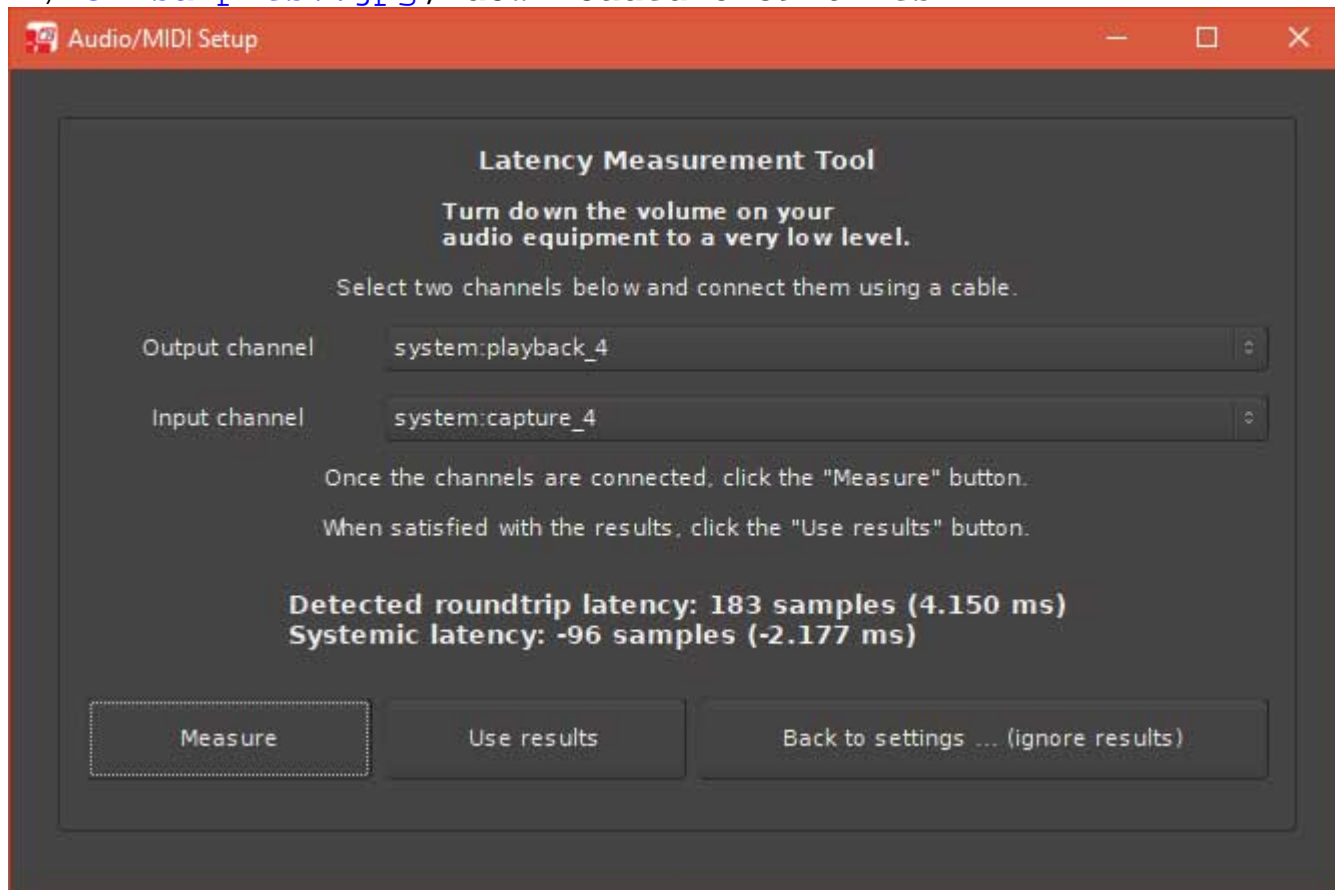 Audio/MIDI Setup
Latency Measurement Tool
Turn down the volume on your
audio equipment to a very low level.
Select two channels below and connect them using a cable.
Output channel system:playback_4
Input channel system:capture_4
Once the channels are connected, click the "Measure" button.
When satisfied with the results, click the "Use results" button.
Detected roundtrip latency: 183 samples (4.150 ms)
Systemic latency: -96 samples (-2.177 ms)
Measure Use results Back to settings ... (ignore results)